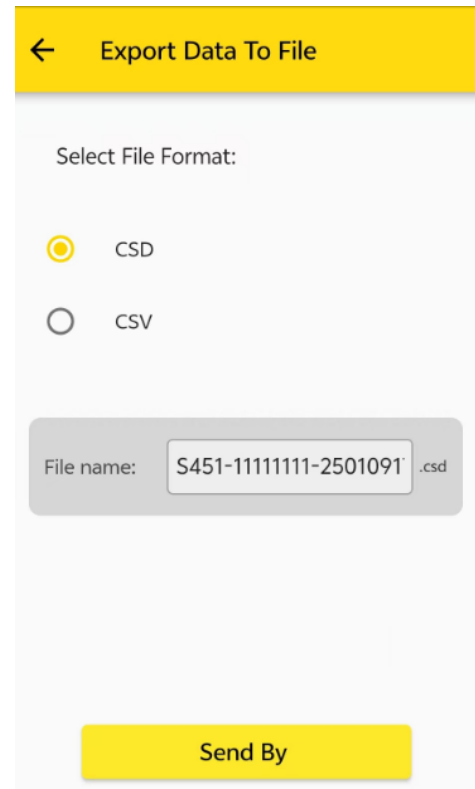 Export Data To File
Select File Format:
CSD
CSV
File name: S451-11111111-2501091 .csd
Send By